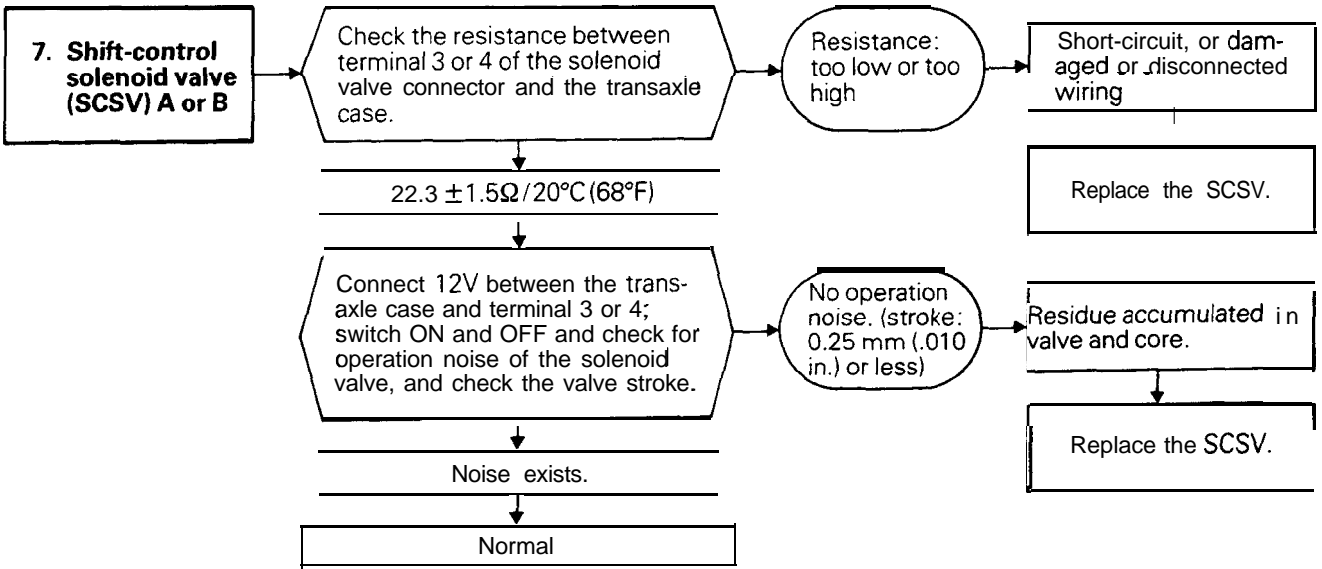 7. Shift-control
solenoid valve
(SCSV) A or B
Check the resistance between
terminal 3 or 4 of the solenoid
valve connector and the transaxle
case.
Resistance:
too low or too
high
Short-circuit, or dam-
aged or disconnected
wiring
Replace the SCSV.
22.3 ±1.5Ω/20°C (68°F)
Connect 12V between the trans-
axle case and terminal 3 or 4;
switch ON and OFF and check for
operation noise of the solenoid
valve, and check the valve stroke.
No operation
noise. (stroke:
0.25 mm (.010
in.) or less)
Residue accumulated in
valve and core.
Replace the SCSV.
Noise exists.
Normal